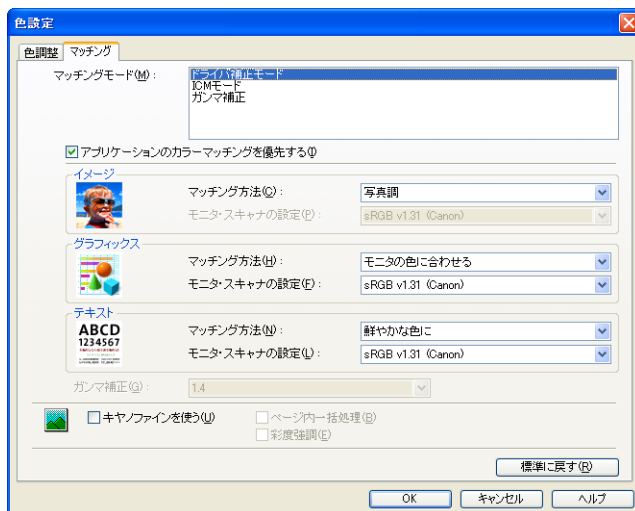 色設定
色調整 マッチング
マッチングモード(M):
ドライバ補正モード
ICMモード
ガンマ補正
アプリケーションのカラーマッチングを優先する(I)
イメージ
マッチング方法(C): 写真調
モニタ・スキャナの設定(P): sRGB v1.31 (Canon)
グラフィックス
マッチング方法(H): モニタの色に合わせる
モニタ・スキャナの設定(F): sRGB v1.31 (Canon)
テキスト
ABCD
1234567
マッチング方法(N): 鮮やかな色に
モニタ・スキャナの設定(L): sRGB v1.31 (Canon)
ガンマ補正(G): 1.4
キヤノファインを使う(U) ページ内一括処理(B)
彩度強調(E)
標準に戻す(R)
OK キャンセル ヘルプ